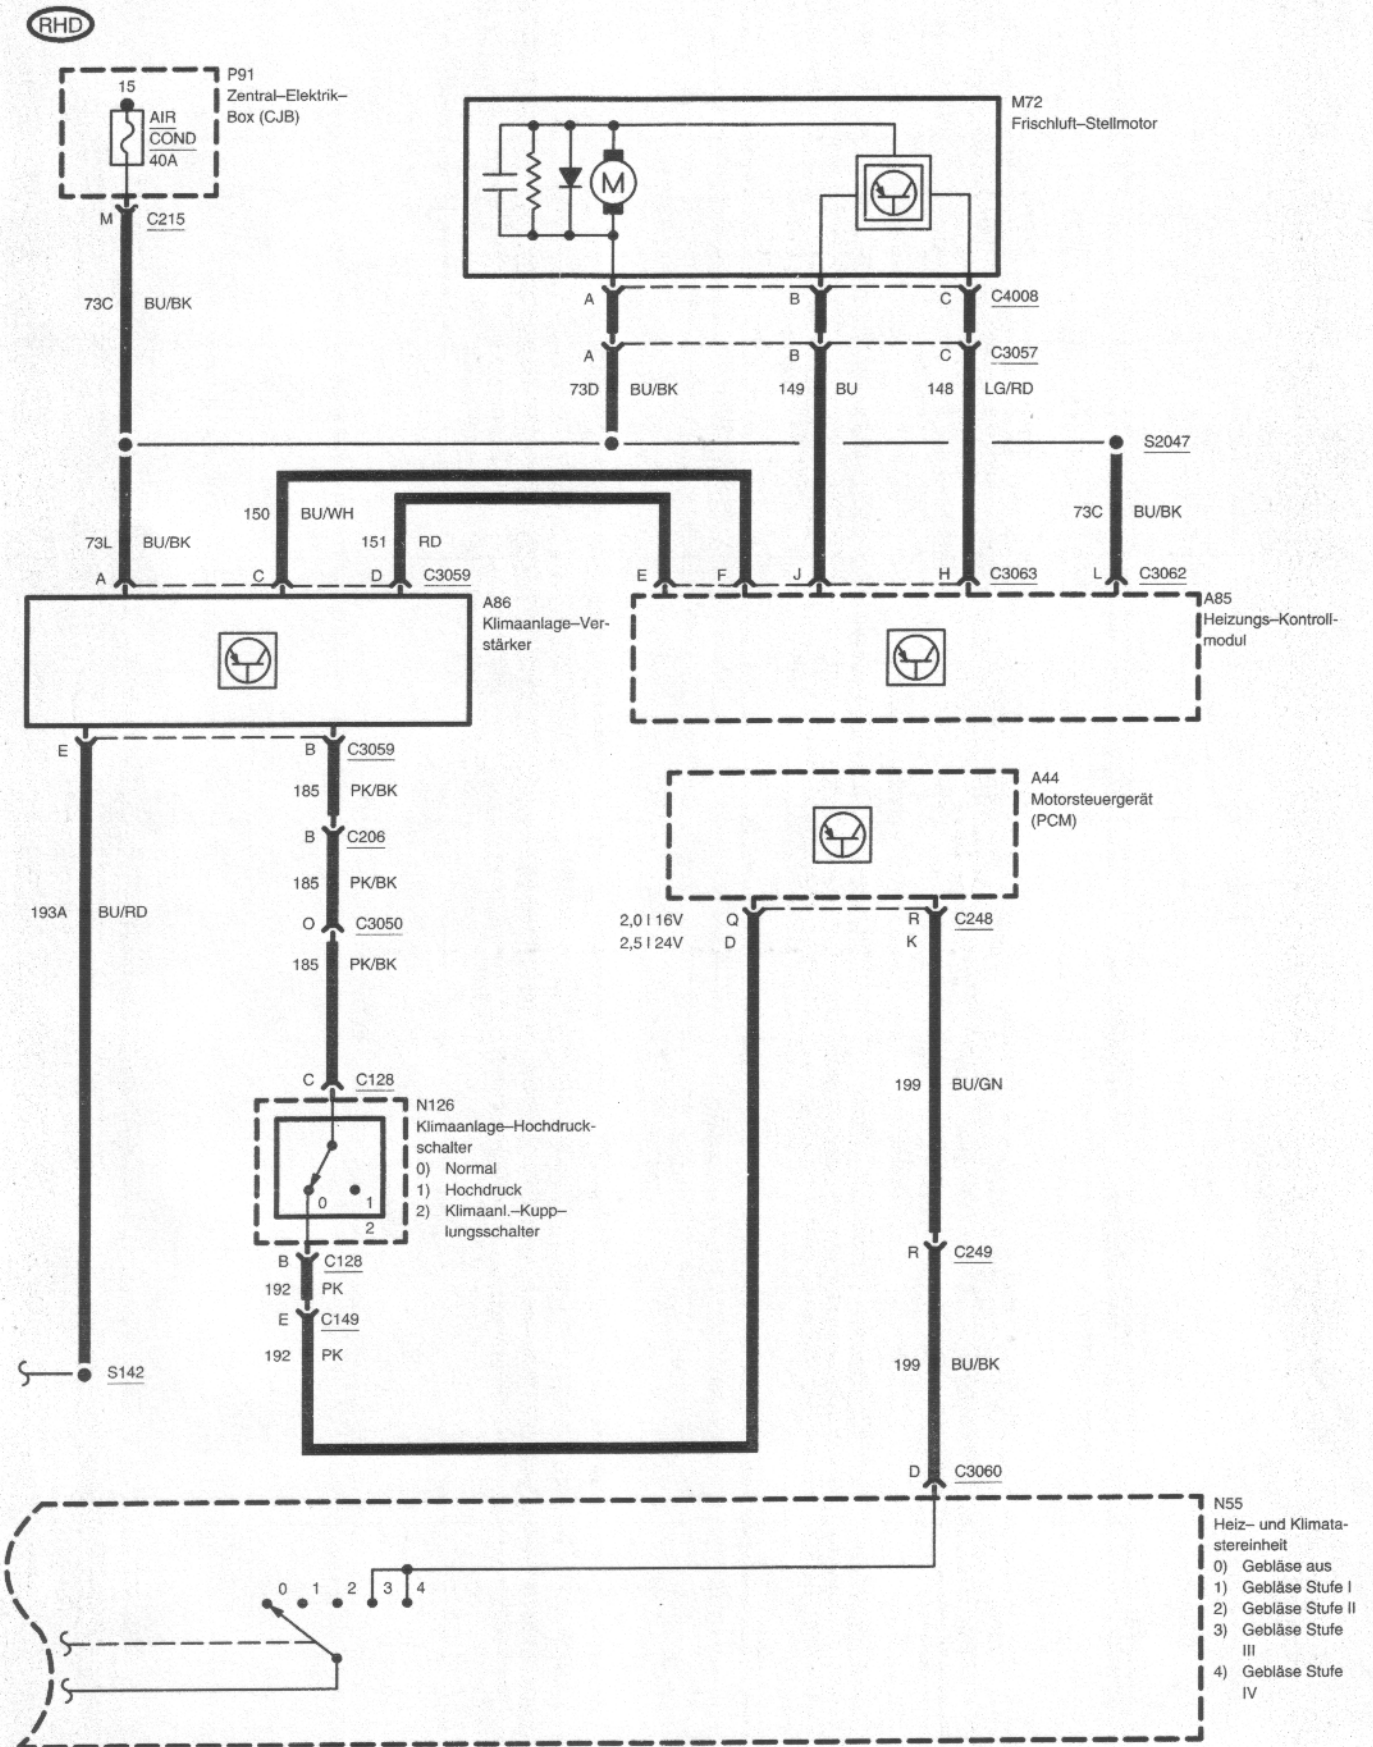 RHD
P91
Zentral–Elektrik–
Box (CJB)
15
AIR
COND
40A
M C215
73C BU/BK
M72
Frischluft–Stellmotor
M
A B C C4008
A B C C3057
73D BU/BK 149 BU 148 LG/RD
S2047
150 BU/WH
73C BU/BK
73L BU/BK 151 RD
A C D C3059
E F J H C3063 L C3062
A86
Klimaanlage–Ver-
stärker
A85
Heizungs–Kontroll-
modul
E B C3059
185 PK/BK
B C206
185 PK/BK
193A BU/RD
O C3050
185 PK/BK
A44
Motorsteuergerät
(PCM)
2,0 l 16V Q R C248
2,5 l 24V D K
C C128
199 BU/GN
N126
Klimaanlage–Hochdruck-
schalter
0) Normal
1) Hochdruck
2) Klimaanl.–Kupp–
lungsschalter
0 1
2
B C128
192 PK
E C149
192 PK
R C249
199 BU/BK
S142
D C3060
N55
Heiz– und Klimata-
stereinheit
0) Gebläse aus
1) Gebläse Stufe I
2) Gebläse Stufe II
3) Gebläse Stufe
III
4) Gebläse Stufe
IV
0 1 2 3 4